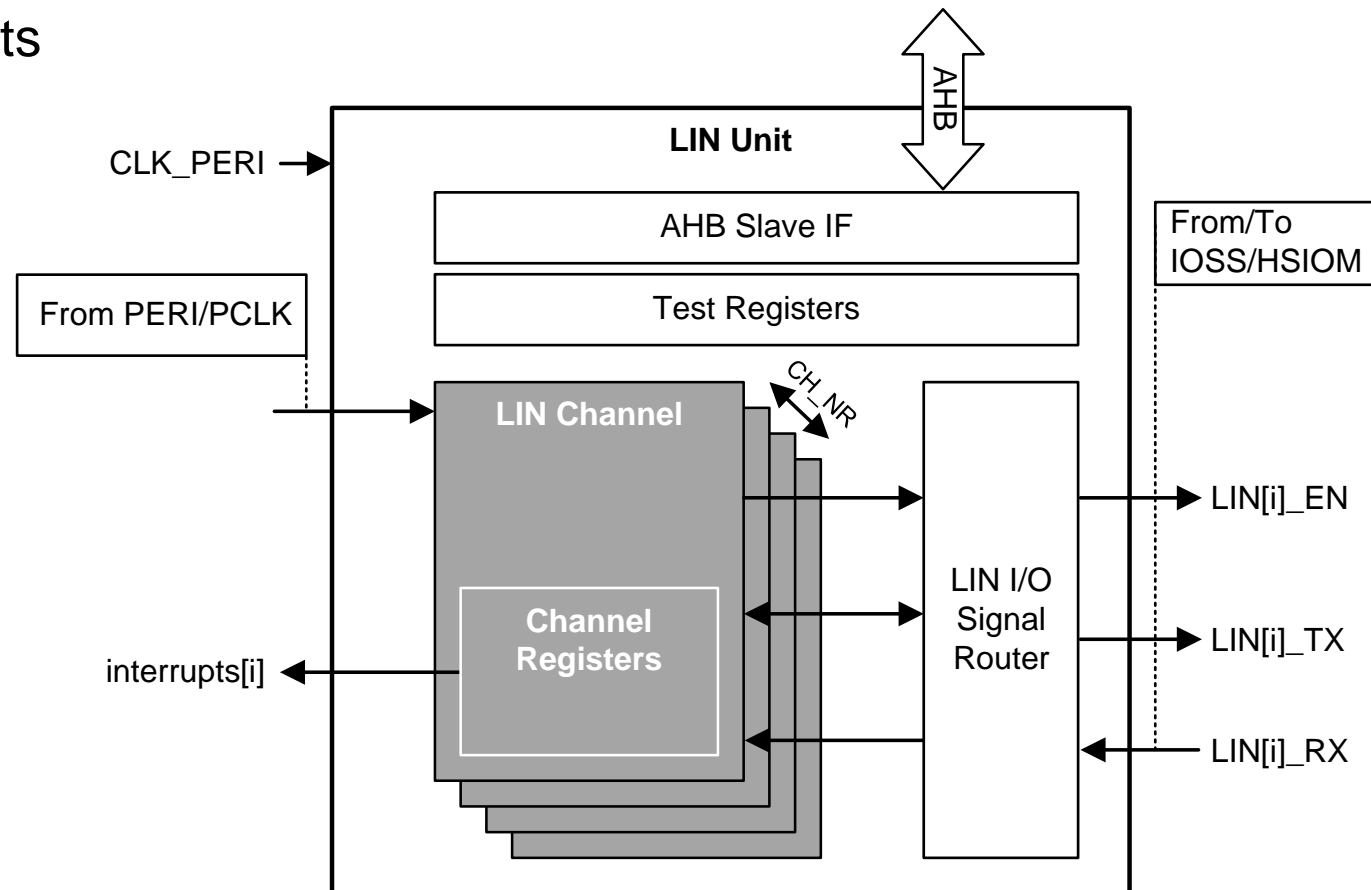 ts
AHB
LIN Unit
CLK_PERI
AHB Slave IF
From/To
IOSS/HSIOM
Test Registers
From PERI/PCLK
CH_NR
LIN Channel
LIN[i]_EN
LIN I/O
Signal
Router
Channel
Registers
LIN[i]_TX
interrupts[i]
LIN[i]_RX